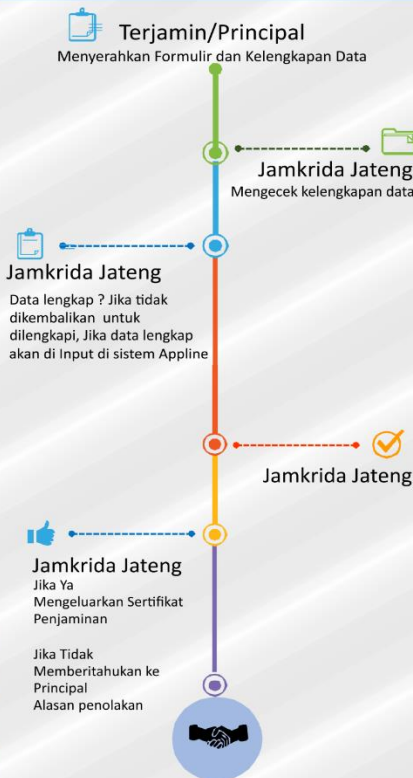 Terjamin/Principal
Menyerahkan Formulir dan Kelengkapan Data
Jamkrida Jateng
Mengecek kelengkapan data
Jamkrida Jateng
Data lengkap ? Jika tidak
dikembalikan untuk
dilengkapi, Jika data lengkap
akan di Input di sistem Appline
Jamkrida Jateng
Jamkrida Jateng
Jika Ya
Mengeluarkan Sertifikat
Penjaminan
Jika Tidak
Memberitahukan ke
Principal
Alasan penolakan